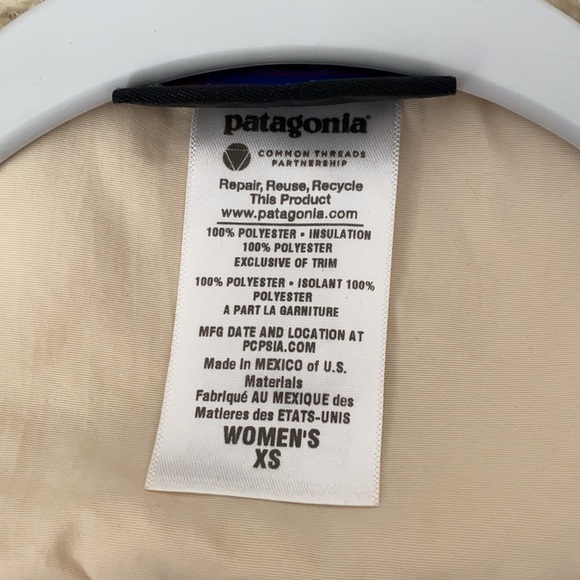 patagonia
COMMON THREADS
PARTNERSHIP
Repair, Reuse, Recycle
This Product
www.patagonia.com
100% POLYESTER • INSULATION
100% POLYESTER
EXCLUSIVE OF TRIM
100% POLYESTER • ISOLANT 100%
POLYESTER
A PART LA GARNITURE
MFG DATE AND LOCATION AT
PCPSIA.COM
Made in MEXICO of U.S.
Materials
Fabriqué AU MEXIQUE des
Matieres des ETATS-UNIS
WOMEN'S
XS